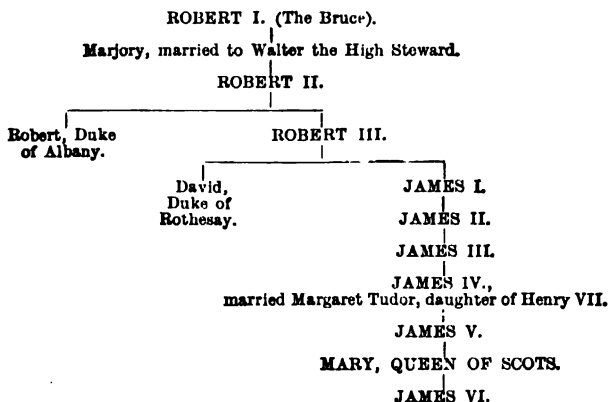 ROBERT I. (The Bruce).
Marjory, married to Walter the High Steward.
ROBERT II.
Robert, Duke of Albany.
ROBERT III.
David, Duke of Rothesay.
JAMES I.
JAMES II.
JAMES III.
JAMES IV.,
married Margaret Tudor, daughter of Henry VII.
JAMES V.
MARY, QUEEN OF SCOTS.
JAMES VI.